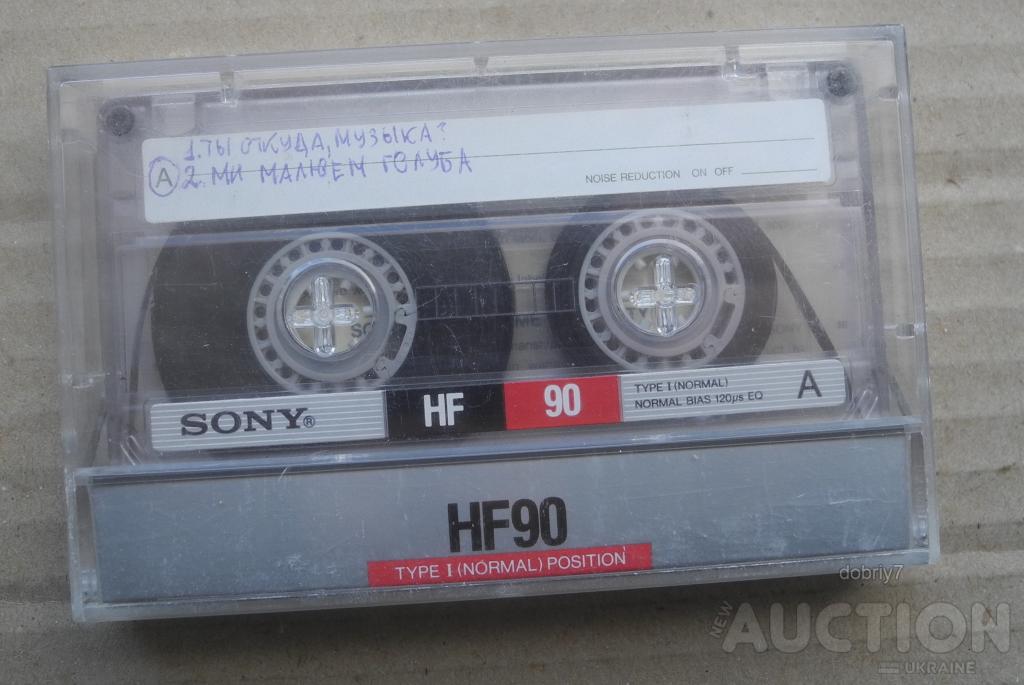 1. ТЫ ОТКУДА, МУЗЫКА?
A 2. МИ МАЛЮЕМ ГОЛУБА
NOISE REDUCTION ON OFF
SONY® HF 90 TYPE I (NORMAL) A
NORMAL BIAS 120µs EQ
HF90
TYPE I (NORMAL) POSITION
dobriy7
NEW AUCTION
UKRAINE